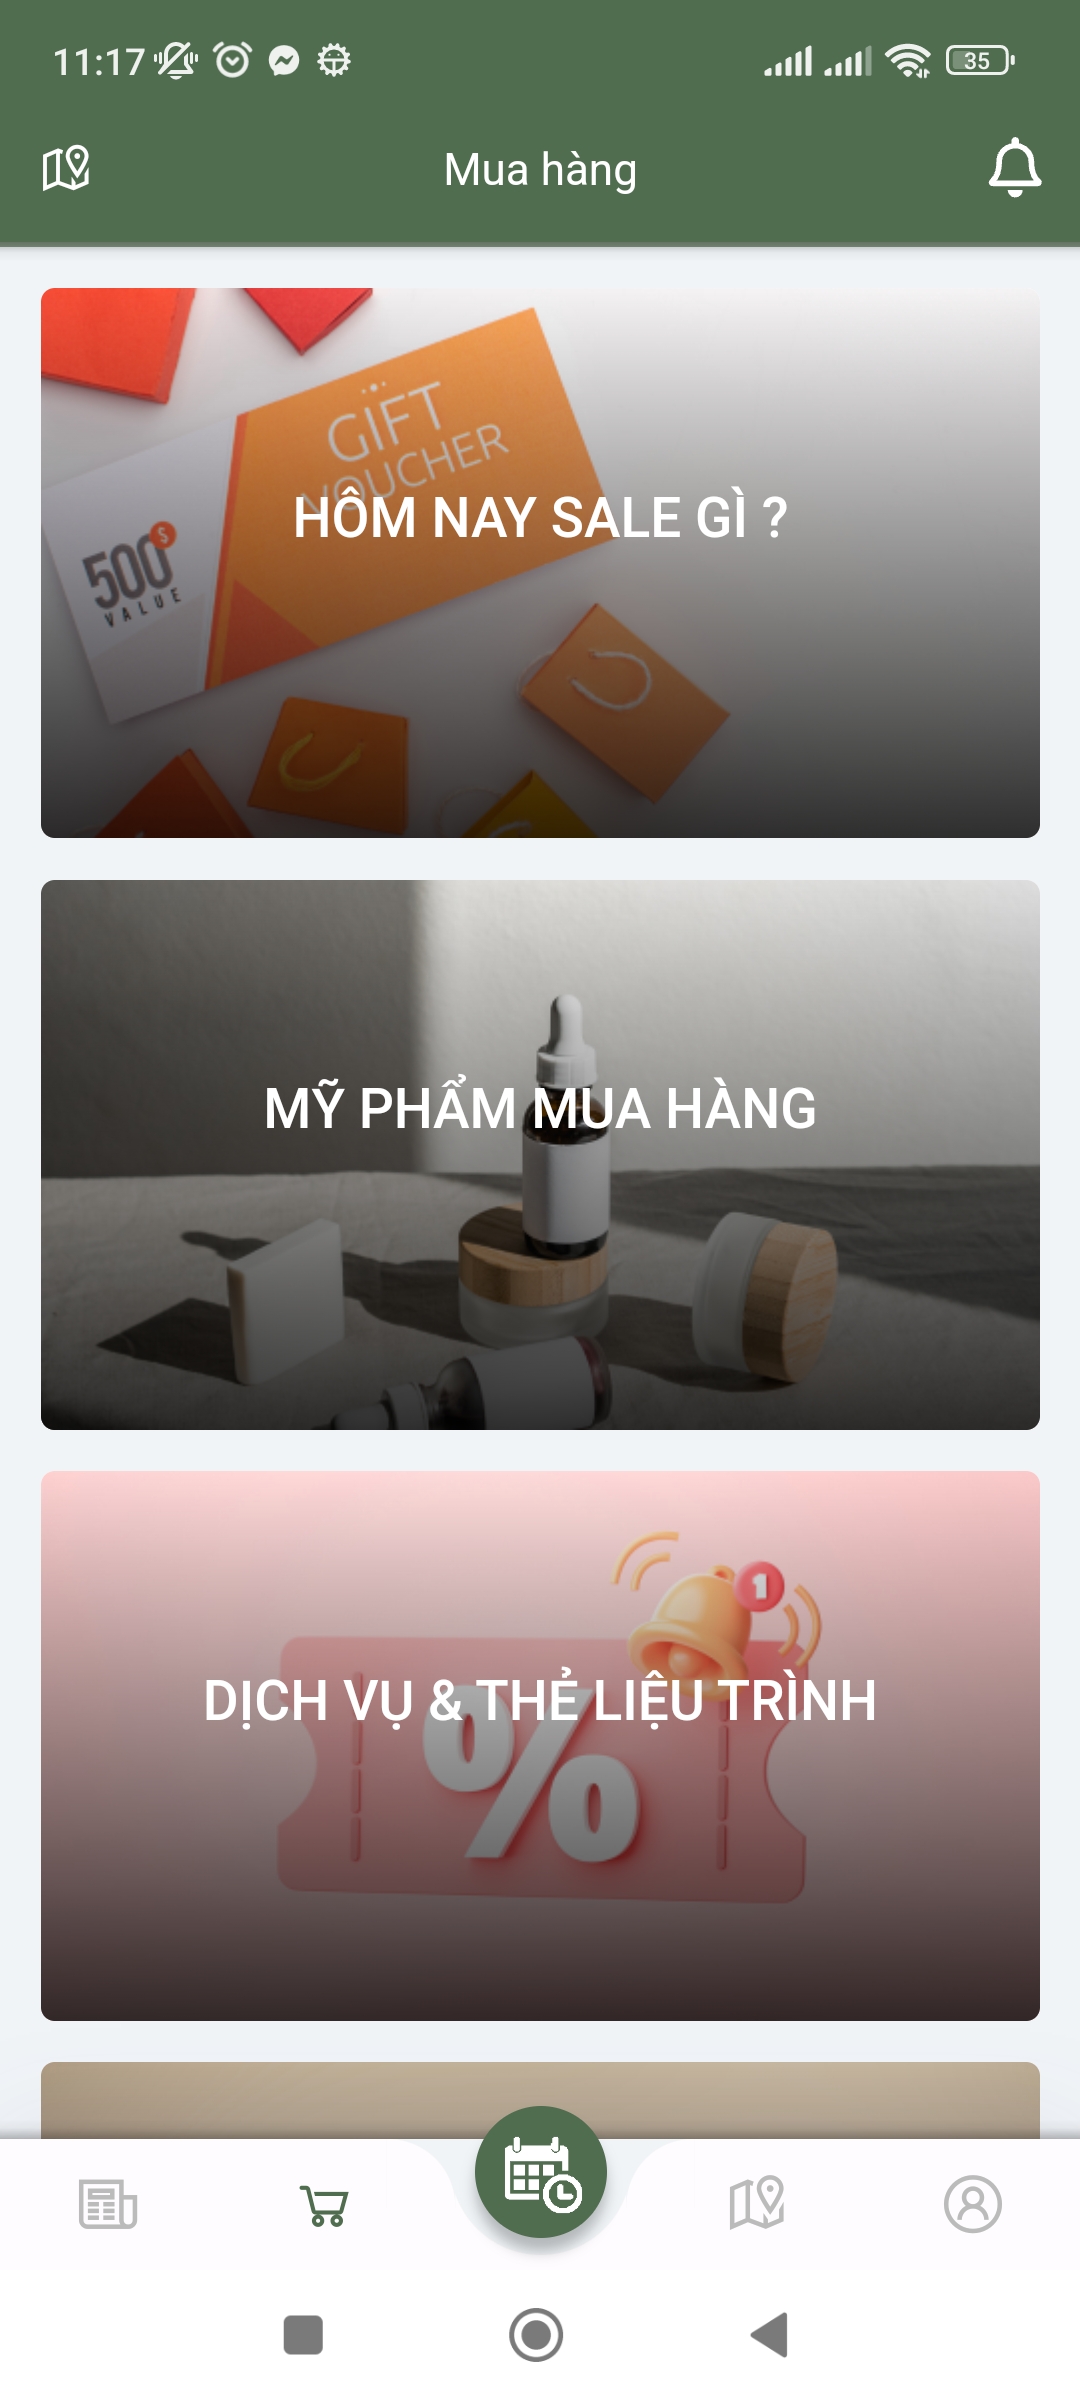 11:17
35
Mua hàng
GÏFT
VOUCHER
500
$
VALUE
HÔM NAY SALE GÌ ?
MỸ PHẨM MUA HÀNG
1
DỊCH VỤ & THẺ LIỆU TRÌNH
%